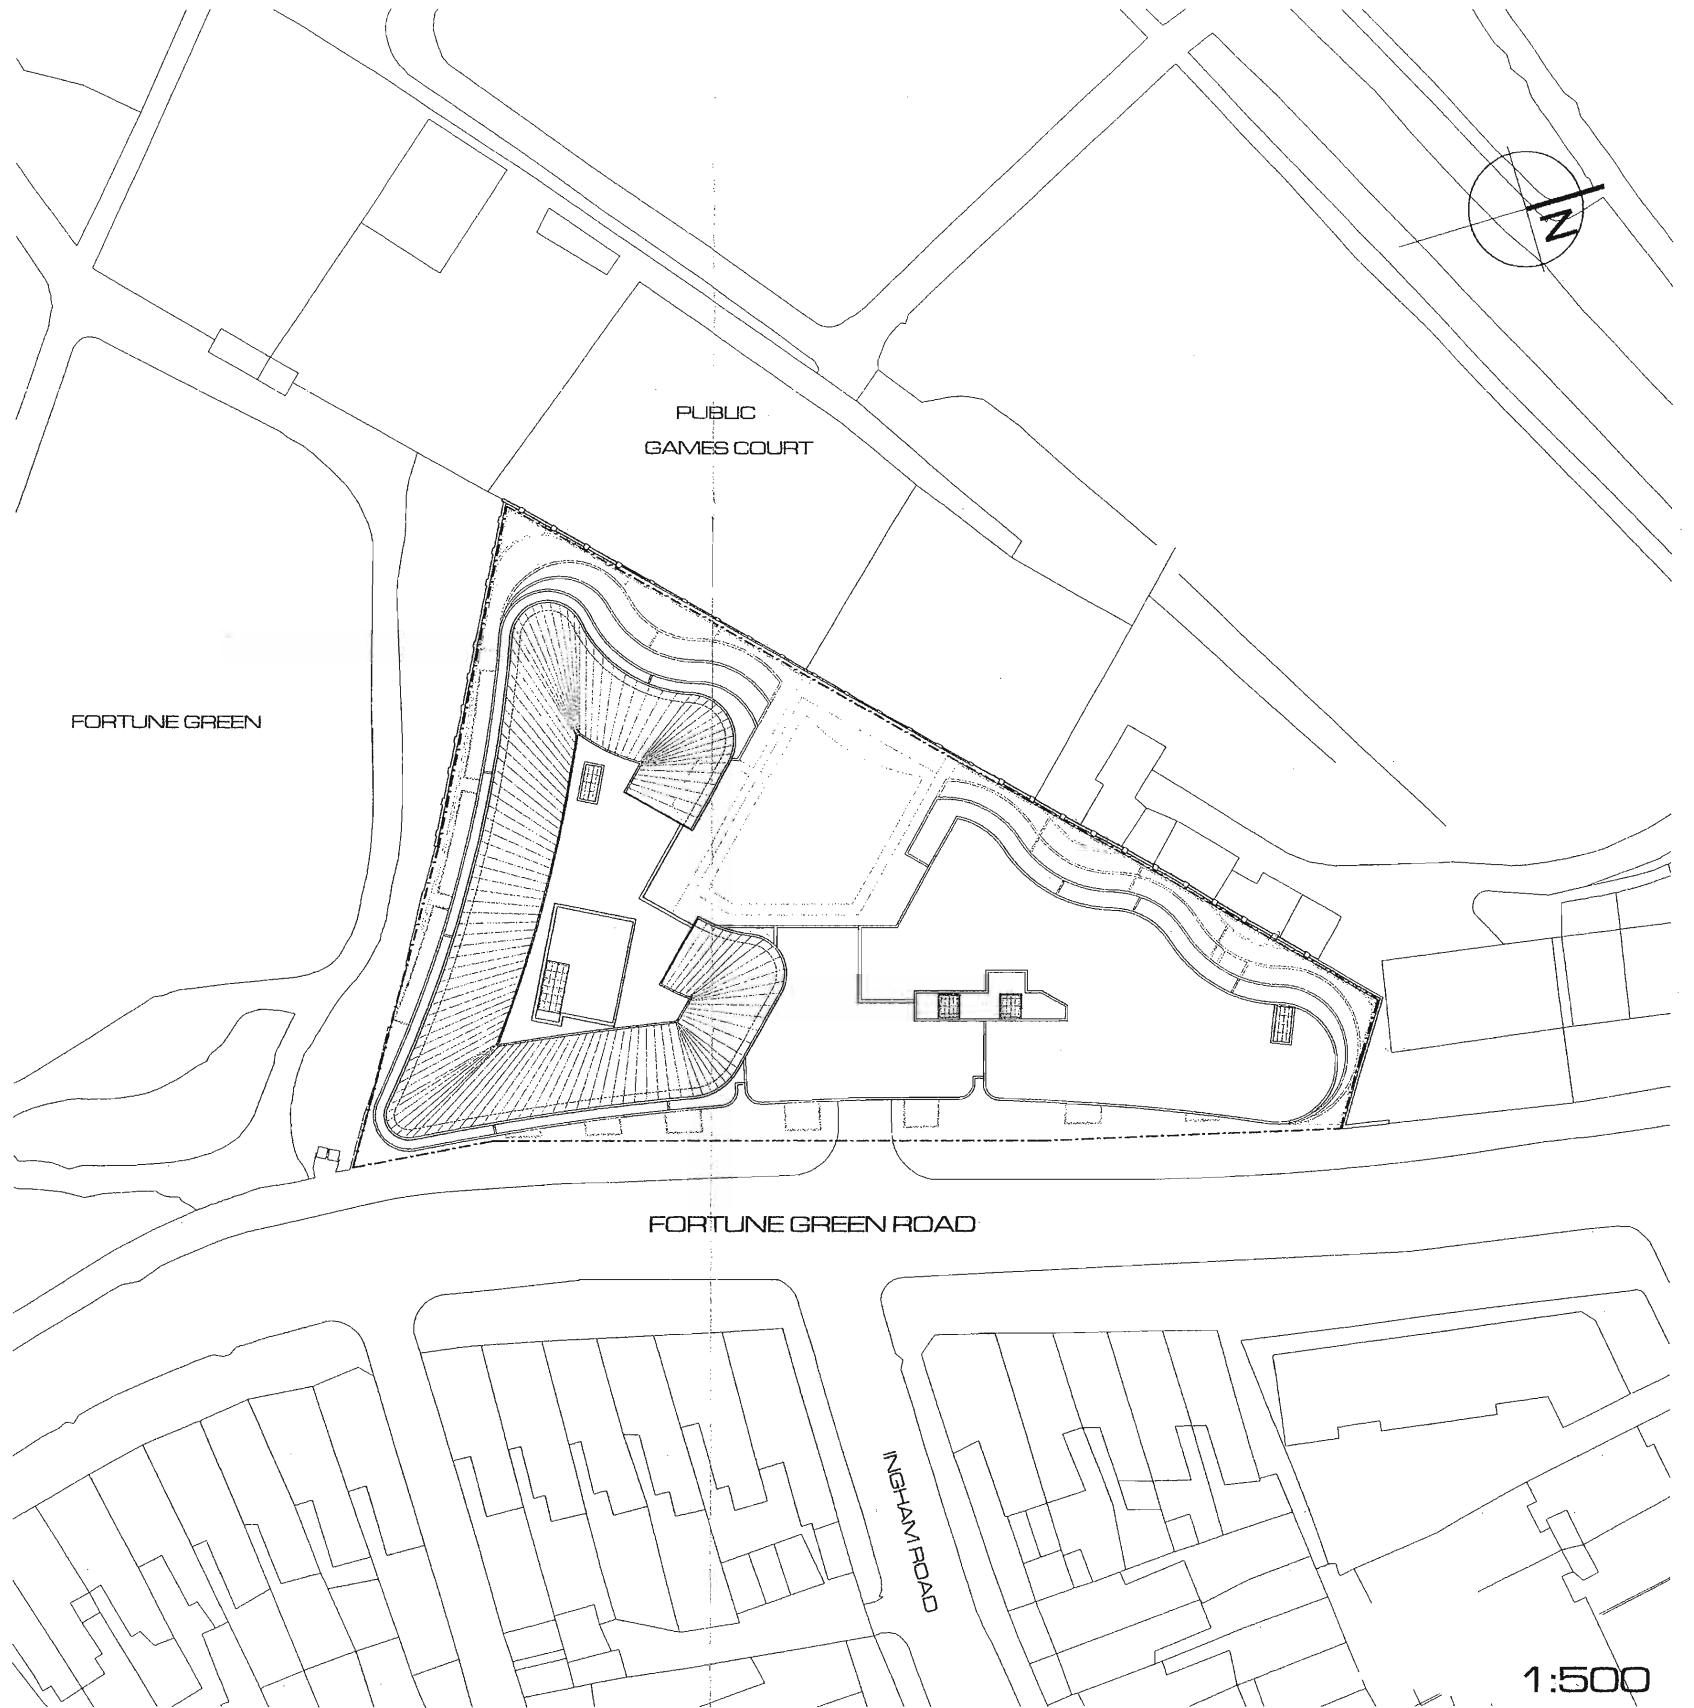 N
PUBLIC
GAMES COURT
FORTUNE GREEN
FORTUNE GREEN ROAD
INGHAM ROAD
1:500